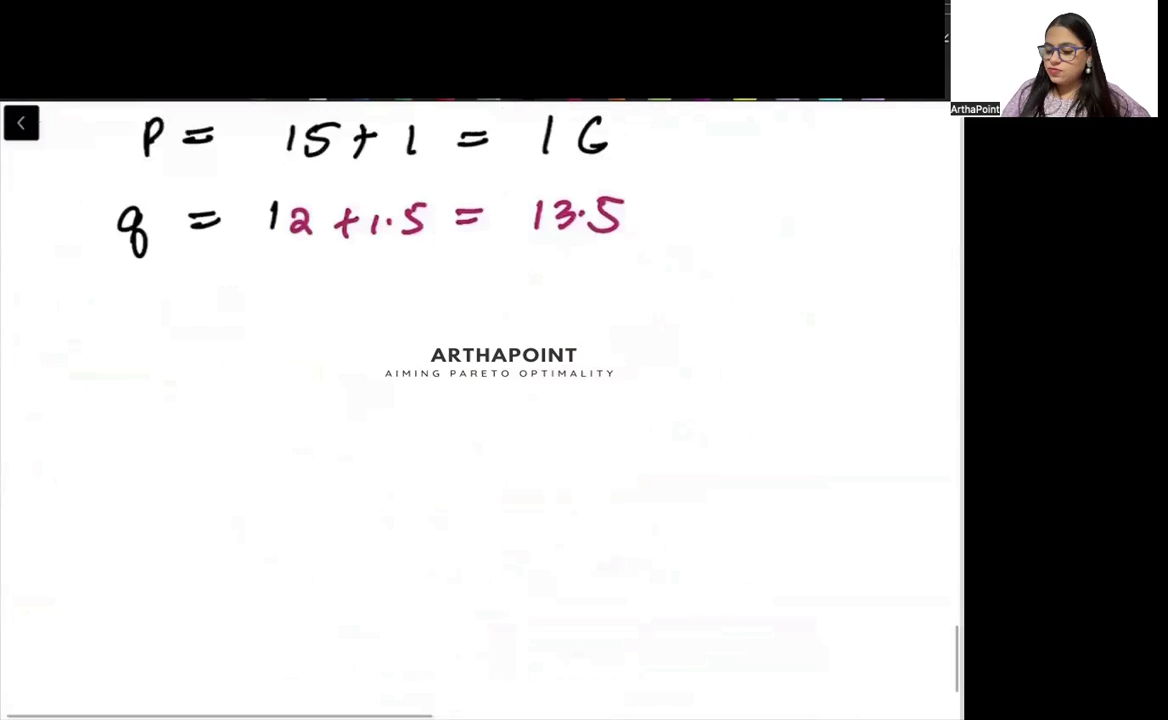 P = 15 + 1 = 16
q = 12 + 1.5 = 13.5
ARTHAPOINT
AIMING PARETO OPTIMALITY
ArthaPoint